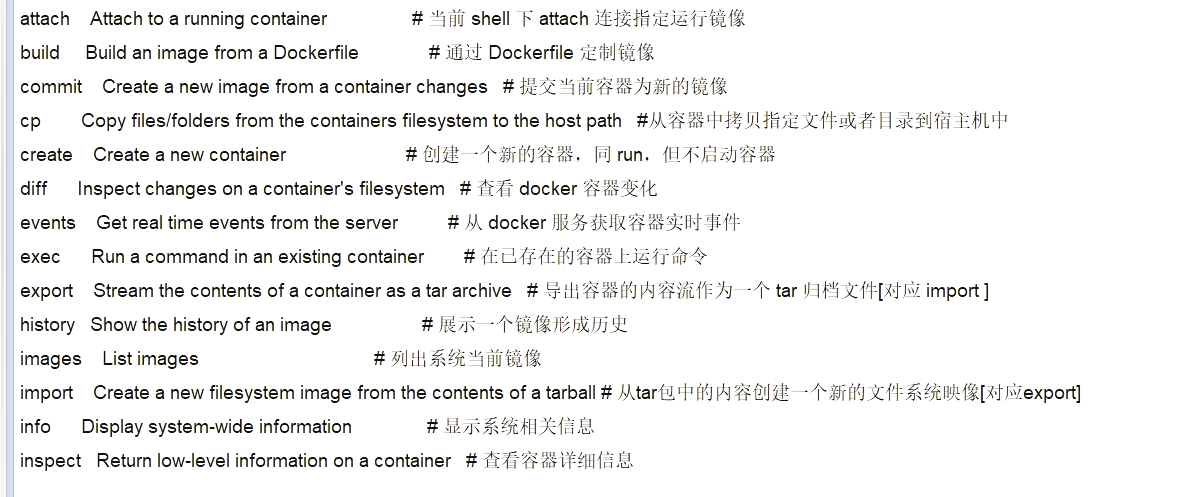 attach Attach to a running container # 当前 shell 下 attach 连接指定运行镜像
build Build an image from a Dockerfile # 通过 Dockerfile 定制镜像
commit Create a new image from a container changes # 提交当前容器为新的镜像
cp Copy files/folders from the containers filesystem to the host path #从容器中拷贝指定文件或者目录到宿主机中
create Create a new container # 创建一个新的容器，同 run，但不启动容器
diff Inspect changes on a container's filesystem # 查看 docker 容器变化
events Get real time events from the server # 从 docker 服务获取容器实时事件
exec Run a command in an existing container # 在已存在的容器上运行命令
export Stream the contents of a container as a tar archive # 导出容器的内容流作为一个 tar 归档文件[对应 import ]
history Show the history of an image # 展示一个镜像形成历史
images List images # 列出系统当前镜像
import Create a new filesystem image from the contents of a tarball # 从tar包中的内容创建一个新的文件系统映像[对应export]
info Display system-wide information # 显示系统相关信息
inspect Return low-level information on a container # 查看容器详细信息